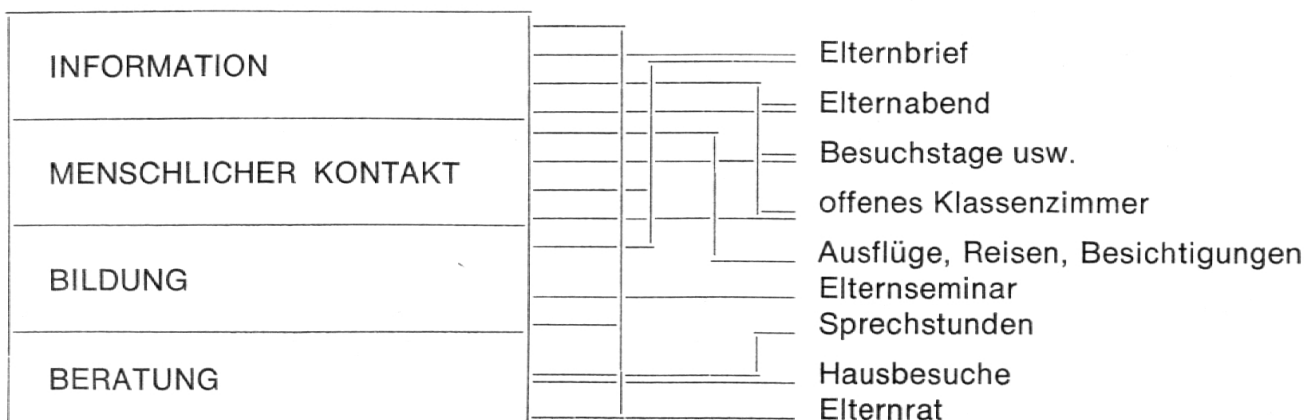 INFORMATION
MENSCHLICHER KONTAKT
BILDUNG
BERATUNG
Elternbrief
Elternabend
Besuchstage usw.
offenes Klassenzimmer
Ausflüge, Reisen, Besichtigungen
Elternseminar
Sprechstunden
Hausbesuche
Elternrat